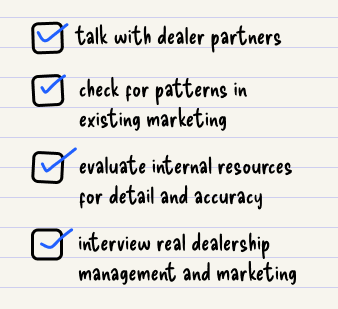 talk with dealer partners
check for patterns in
existing marketing
evaluate internal resources
for detail and accuracy
interview real dealership
management and marketing